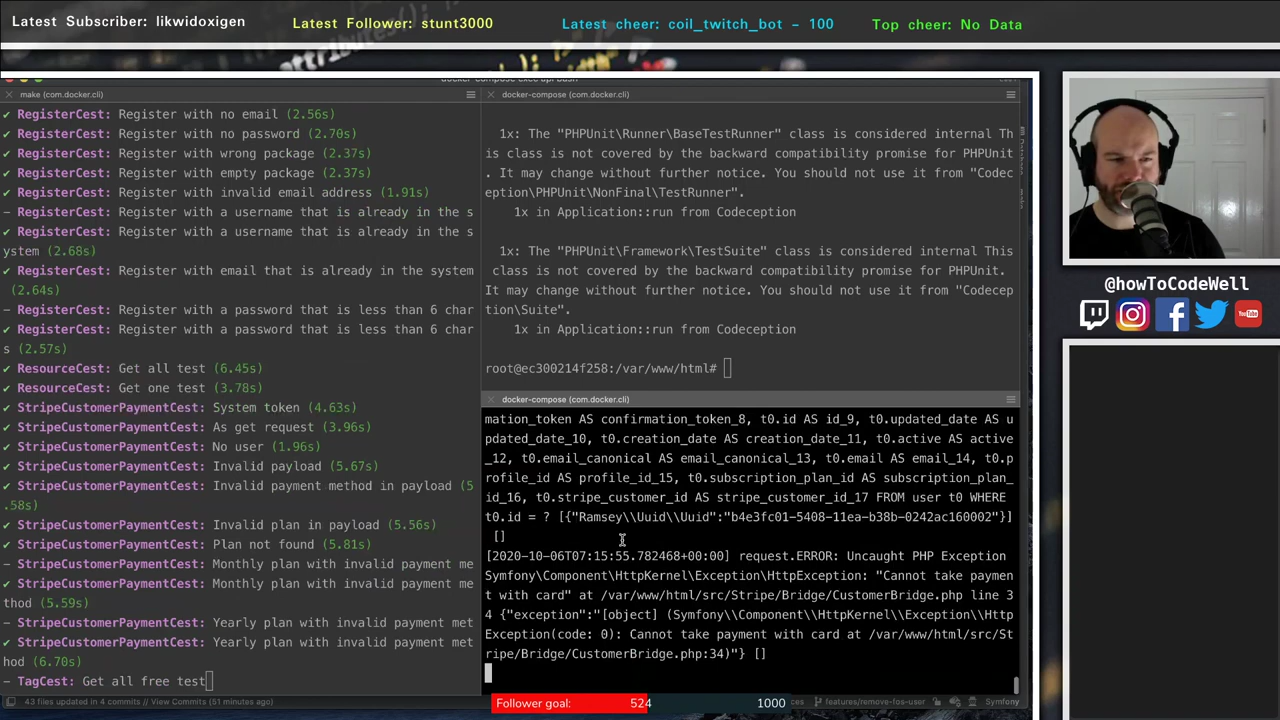 Latest Subscriber: likwidoxigen
Latest Follower: stunt3000
Latest cheer: coil_twitch_bot - 100
Top cheer: No Data
attributes():
make (com.docker.cli)
✔ RegisterCest: Register with no email (2.56s)
✔ RegisterCest: Register with no password (2.70s)
✔ RegisterCest: Register with wrong package (2.37s)
✔ RegisterCest: Register with empty package (2.37s)
✔ RegisterCest: Register with invalid email address (1.91s)
- RegisterCest: Register with a username that is already in the s
✔ RegisterCest: Register with a username that is already in the s
ystem (2.68s)
✔ RegisterCest: Register with email that is already in the system
(2.64s)
- RegisterCest: Register with a password that is less than 6 char
✔ RegisterCest: Register with a password that is less than 6 char
s (2.57s)
✔ ResourceCest: Get all test (6.45s)
✔ ResourceCest: Get one test (3.78s)
✔ StripeCustomerPaymentCest: System token (4.63s)
✔ StripeCustomerPaymentCest: As get request (3.96s)
✔ StripeCustomerPaymentCest: No user (1.96s)
✔ StripeCustomerPaymentCest: Invalid payload (5.67s)
✔ StripeCustomerPaymentCest: Invalid payment method in payload (5
.58s)
✔ StripeCustomerPaymentCest: Invalid plan in payload (5.56s)
✔ StripeCustomerPaymentCest: Plan not found (5.81s)
- StripeCustomerPaymentCest: Monthly plan with invalid payment me
✔ StripeCustomerPaymentCest: Monthly plan with invalid payment me
thod (5.59s)
- StripeCustomerPaymentCest: Yearly plan with invalid payment met
✔ StripeCustomerPaymentCest: Yearly plan with invalid payment met
hod (6.70s)
- TagCest: Get all free test
docker-compose (com.docker.cli)
1x: The "PHPUnit\Runner\BaseTestRunner" class is considered internal Th
is class is not covered by the backward compatibility promise for PHPUnit
. It may change without further notice. You should not use it from "Codec
eption\PHPUnit\NonFinal\TestRunner".
1x in Application::run from Codeception
1x: The "PHPUnit\Framework\TestSuite" class is considered internal This
class is not covered by the backward compatibility promise for PHPUnit.
It may change without further notice. You should not use it from "Codecep
tion\Suite".
1x in Application::run from Codeception
root@ec300214f258:/var/www/html#
docker-compose (com.docker.cli)
mation_token AS confirmation_token_8, t0.id AS id_9, t0.updated_date AS u
pdated_date_10, t0.creation_date AS creation_date_11, t0.active AS active
_12, t0.email_canonical AS email_canonical_13, t0.email AS email_14, t0.p
rofile_id AS profile_id_15, t0.subscription_plan_id AS subscription_plan_
id_16, t0.stripe_customer_id AS stripe_customer_id_17 FROM user t0 WHERE
t0.id = ? [{"Ramsey\\Uuid\\Uuid":"b4e3fc01-5408-11ea-b38b-0242ac160002"}]
[]
[2020-10-06T07:15:55.782468+00:00] request.ERROR: Uncaught PHP Exception
Symfony\Component\HttpKernel\Exception\HttpException: "Cannot take paymen
t with card" at /var/www/html/src/Stripe/Bridge/CustomerBridge.php line 3
4 {"exception":"[object] (Symfony\\Component\\HttpKernel\\Exception\\Http
Exception(code: 0): Cannot take payment with card at /var/www/html/src/St
ripe/Bridge/CustomerBridge.php:34)"} []
@howToCodeWell
You Tube
43 files updated in 4 commits // View Commits (51 minutes ago)
Follower goal: 524 1000
features/remove-fos-user
Symfony